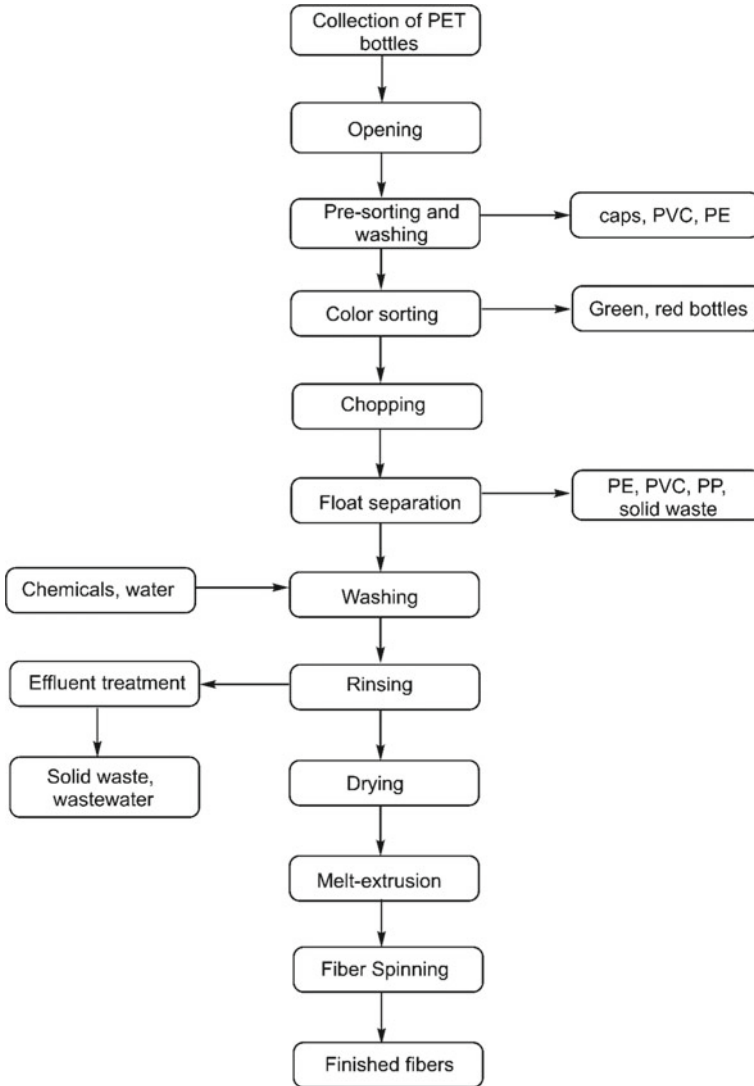 Collection of PET
bottles
Opening
Pre-sorting and
washing
caps, PVC, PE
Color sorting
Green, red bottles
Chopping
Float separation
PE, PVC, PP,
solid waste
Chemicals, water
Washing
Effluent treatment
Rinsing
Solid waste,
wastewater
Drying
Melt-extrusion
Fiber Spinning
Finished fibers